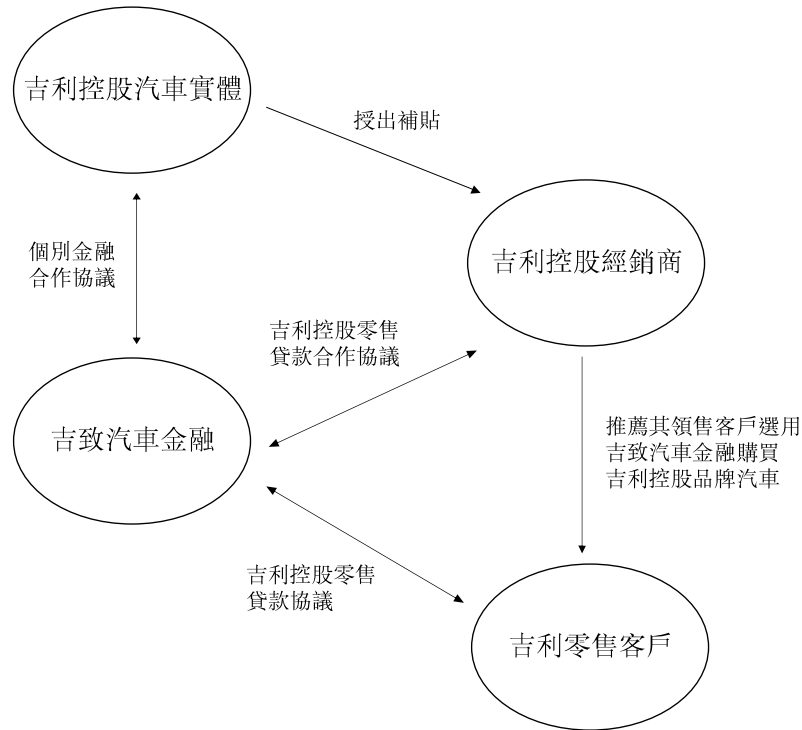 吉利控股汽車實體
授出補貼
個別金融
合作協議
吉利控股經銷商
吉利控股零售
貸款合作協議
吉致汽車金融
推薦其領售客戶選用
吉致汽車金融購買
吉利控股品牌汽車
吉利控股零售
貸款協議
吉利零售客戶